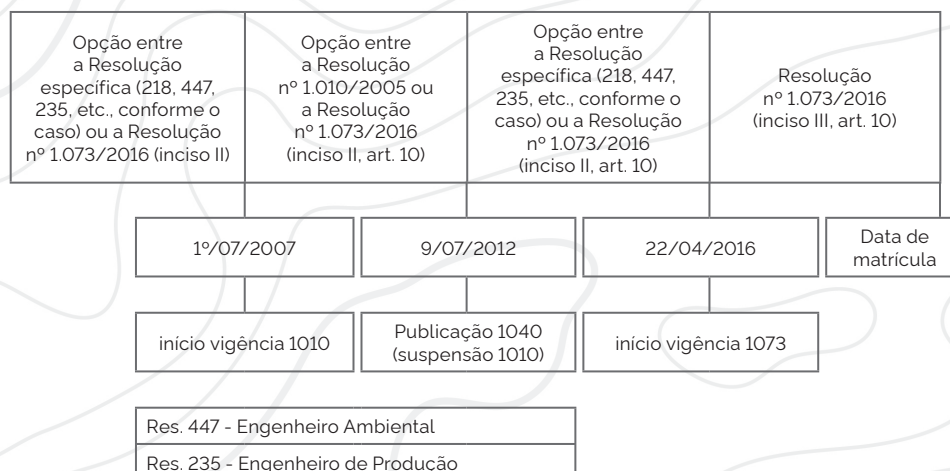 Opção entre
a Resolução
específica (218, 447,
235, etc., conforme o
caso) ou a Resolução
nº 1.073/2016 (inciso II)
Opção entre
a Resolução
nº 1.010/2005 ou
a Resolução
nº 1.073/2016
(inciso II, art. 10)
Opção entre
a Resolução
específica (218, 447,
235, etc., conforme o
caso) ou a Resolução
nº 1.073/2016
(inciso II, art. 10)
Resolução
nº 1.073/2016
(inciso III, art. 10)
1º/07/2007
9/07/2012
22/04/2016
Data de
matrícula
início vigência 1010
Publicação 1040
(suspensão 1010)
início vigência 1073
Res. 447 - Engenheiro Ambiental
Res. 235 - Engenheiro de Produção